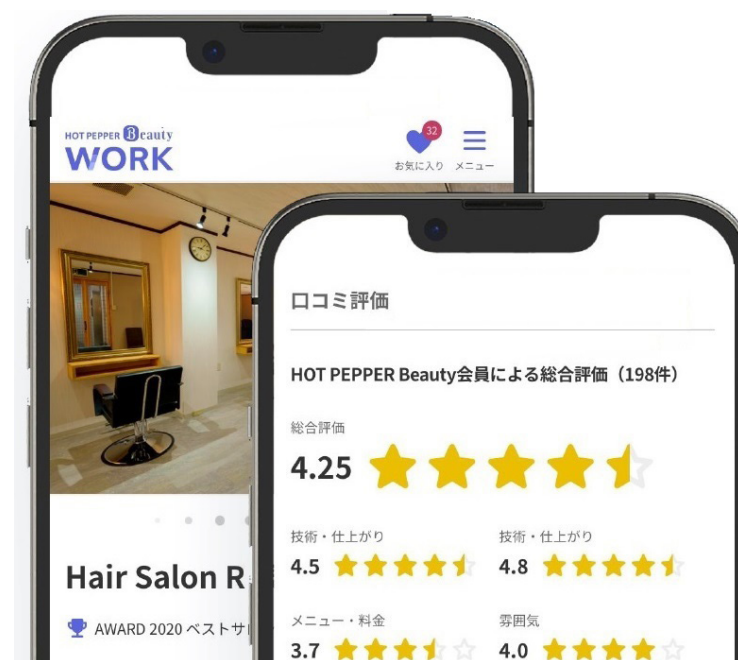 HOT PEPPER Beauty
WORK
32
お気に入り
メニュー
Hair Salon R
AWARD 2020 ベストサ
口コミ評価
HOT PEPPER Beauty会員による総合評価（198件）
総合評価
4.25
技術・仕上がり
4.5
技術・仕上がり
4.8
メニュー・料金
3.7
雰囲気
4.0